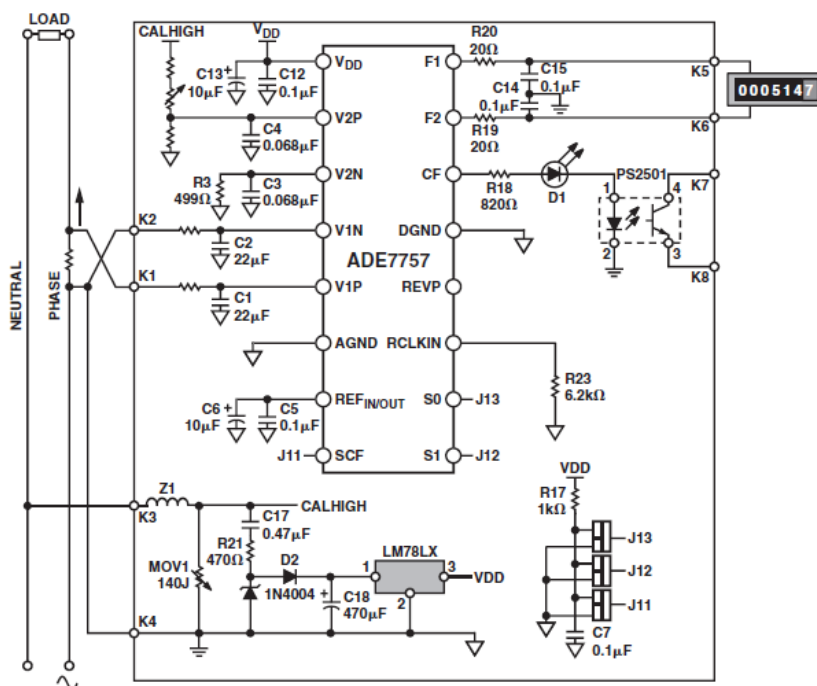 LOAD
CALHIGH
VDD
R20
20Ω
VDD
F1
K5
C13
+
10μF
C12
0.1μF
C15
0.1μF
C14
0.1μF
0005147
V2P
F2
K6
C4
0.068μF
R19
20Ω
R3
499Ω
V2N
C3
0.068μF
CF
R18
820Ω
D1
PS2501
1
4
K7
2
3
K8
K2
V1N
C2
22μF
DGND
ADE7757
K1
V1P
C1
22μF
REVP
NEUTRAL
PHASE
AGND
RCLKIN
R23
6.2kΩ
C6
+
10μF
C5
0.1μF
REFIN/OUT
S0
J13
J11
SCF
S1
J12
Z1
K3
CALHIGH
VDD
C17
0.47μF
R17
1kΩ
R21
470Ω
D2
1N4004
LM78LX
1
3
VDD
2
MOV1
140J
+
C18
470μF
J13
J12
J11
K4
C7
0.1μF